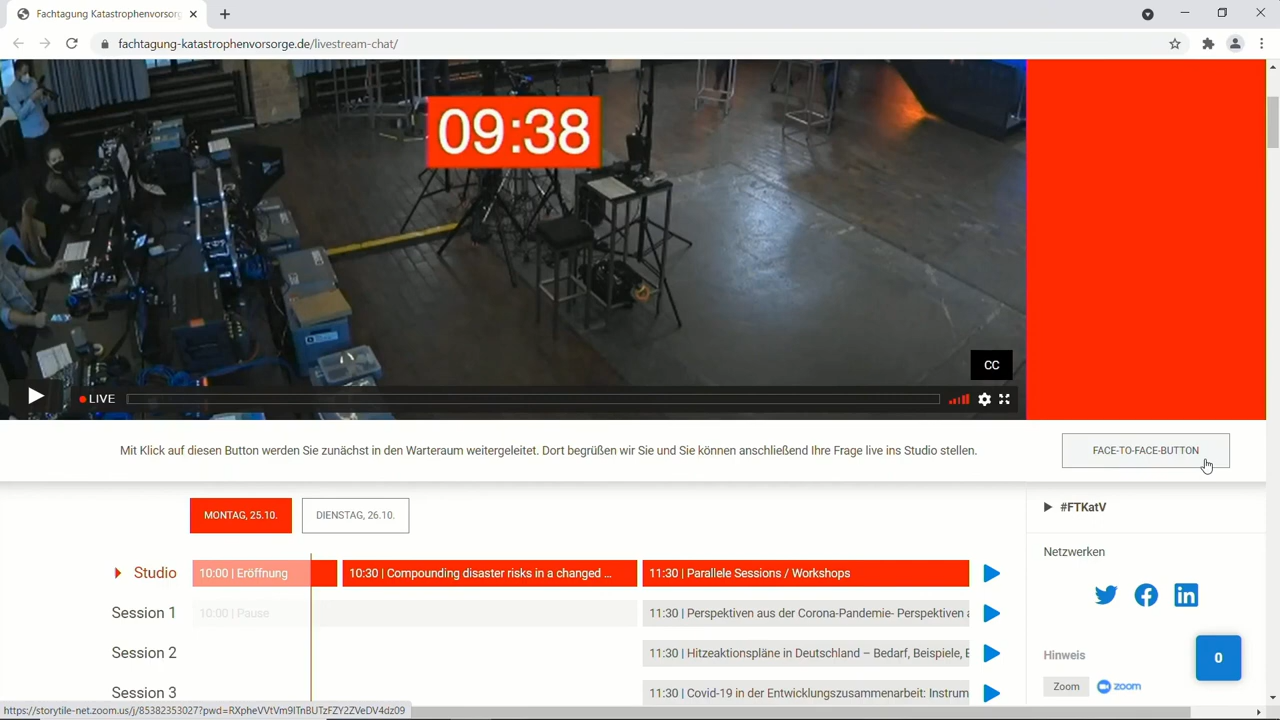 Fachtagung Katastrophenvorsorg
fachtagung-katastrophenvorsorge.de/livestream-chat/
09:38
CC
LIVE
Mit Klick auf diesen Button werden Sie zunächst in den Warteraum weitergeleitet. Dort begrüßen wir Sie und Sie können anschließend Ihre Frage live ins Studio stellen.
FACE-TO-FACE-BUTTON
MONTAG, 25.10.
DIENSTAG, 26.10.
#FTKatV
Netzwerken
Studio
10:00 | Eröffnung
10:30 | Compounding disaster risks in a changed ...
11:30 | Parallele Sessions / Workshops
Session 1
10:00 | Pause
11:30 | Perspektiven aus der Corona-Pandemie- Perspektiven a
Session 2
11:30 | Hitzeaktionspläne in Deutschland – Bedarf, Beispiele, E
Hinweis
0
Session 3
11:30 | Covid-19 in der Entwicklungszusammenarbeit: Instrum
Zoom
zoom
https://storytile-net.zoom.us/j/85382353027?pwd=RXpheVVtVm9ITnBUTzFZY2ZVeDV4dz09